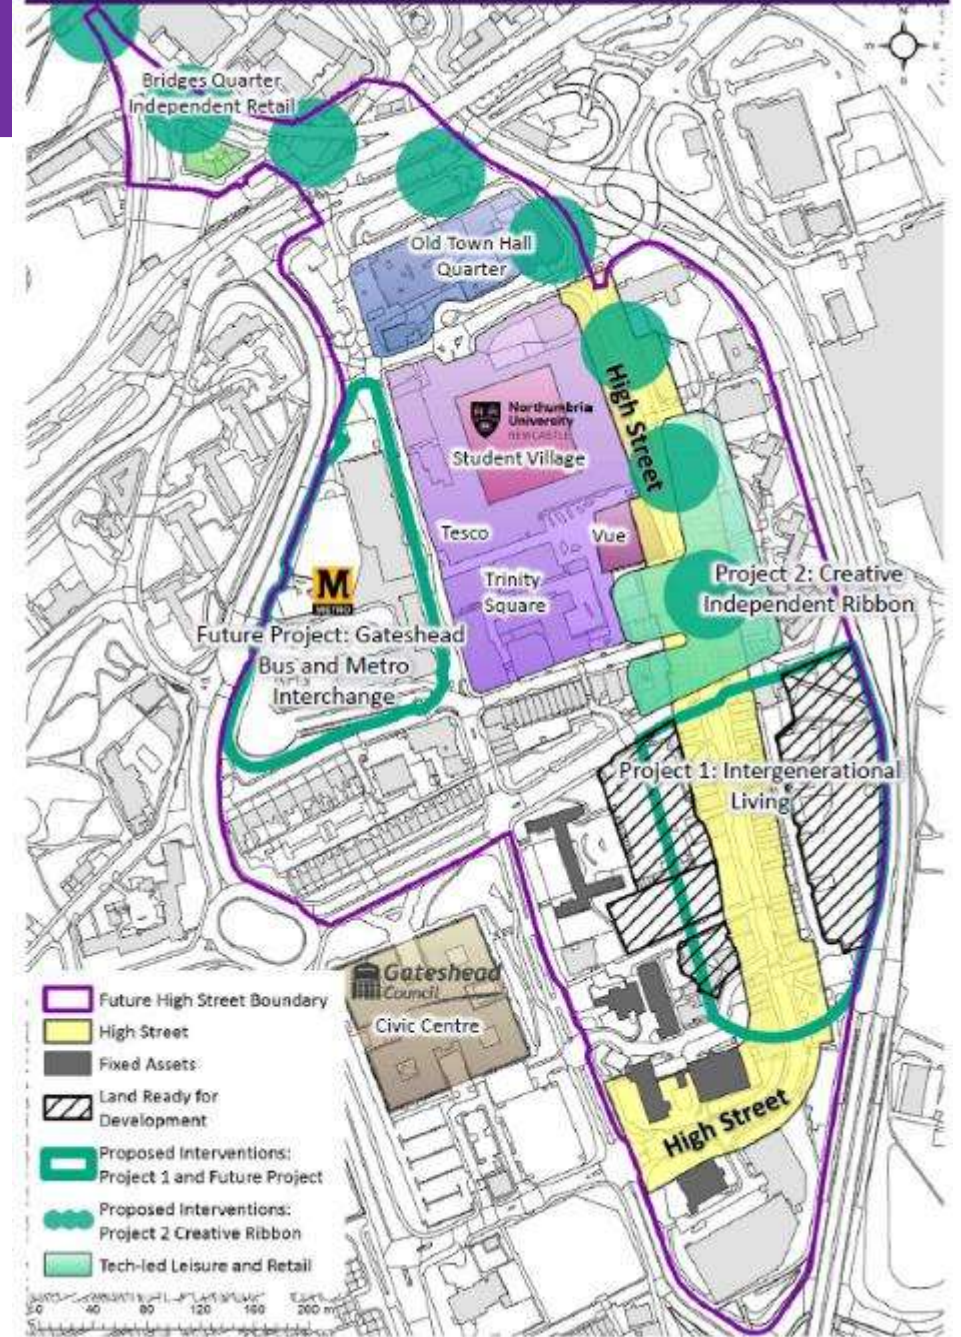 Bridges Quarter
Independent Retail
Old Town Hall
Quarter
High Street
Northumbria
University
NEWCASTLE
Student Village
Tesco
Vue
Trinity
Square
Project 2: Creative
Independent Ribbon
M
METRO
Future Project: Gateshead
Bus and Metro
Interchange
Project 1: Intergenerational
Living
Gateshead
Council
Civic Centre
High Street
Future High Street Boundary
High Street
Fixed Assets
Land Ready for
Development
Proposed Interventions:
Project 1 and Future Project
Proposed Interventions:
Project 2 Creative Ribbon
Tech-led Leisure and Retail
0 40 80 120 160 200 m